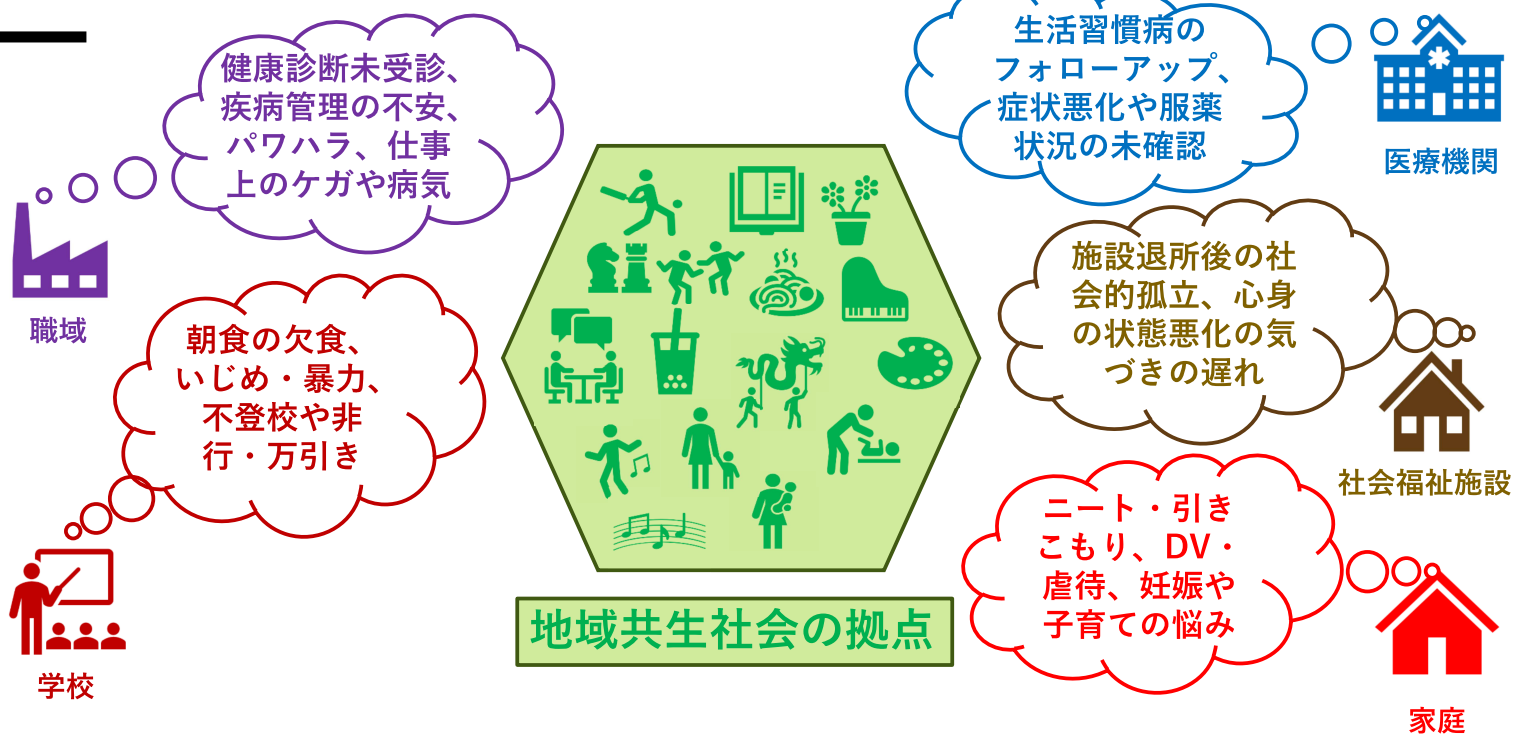 健康診断未受診、
疾病管理の不安、
パワハラ、仕事
上のケガや病気
職域
朝食の欠食、
いじめ・暴力、
不登校や非
行・万引き
学校
地域共生社会の拠点
生活習慣病の
フォローアップ、
症状悪化や服薬
状況の未確認
医療機関
施設退所後の社
会的孤立、心身
の状態悪化の気
づきの遅れ
社会福祉施設
ニート・引き
こもり、DV・
虐待、妊娠や
子育ての悩み
家庭